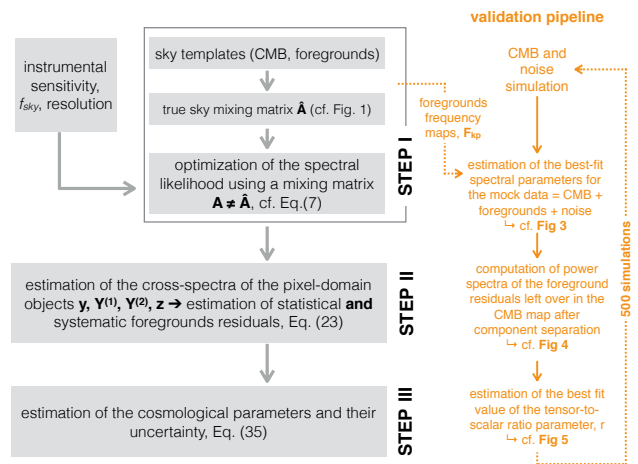 validation pipeline
instrumental
sensitivity,
fsky, resolution
sky templates (CMB, foregrounds)
true sky mixing matrix Â (cf. Fig. 1)
optimization of the spectral
likelihood using a mixing matrix
A ≠ Â, cf. Eq.(7)
STEP I
estimation of the cross-spectra of the pixel-domain
objects y, Y(1), Y(2), z ➔ estimation of statistical and
systematic foregrounds residuals, Eq. (23)
STEP II
estimation of the cosmological parameters and their
uncertainty, Eq. (35)
STEP III
CMB and
noise
simulation
foregrounds
frequency
maps, Fkp
estimation of the best-fit
spectral parameters for
the mock data = CMB +
foregrounds + noise
↳ cf. Fig 3
computation of power
spectra of the foreground
residuals left over in the
CMB map after
component separation
↳ cf. Fig 4
estimation of the best fit
value of the tensor-to-
scalar ratio parameter, r
↳ cf. Fig 5
500 simulations